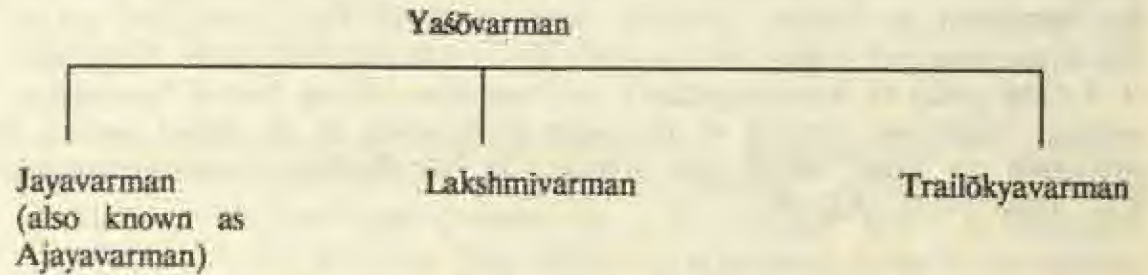 Yaśōvarman
Jayavarman
(also known as
Ajayavarman)
Lakshmivarman
Trailōkyavarman